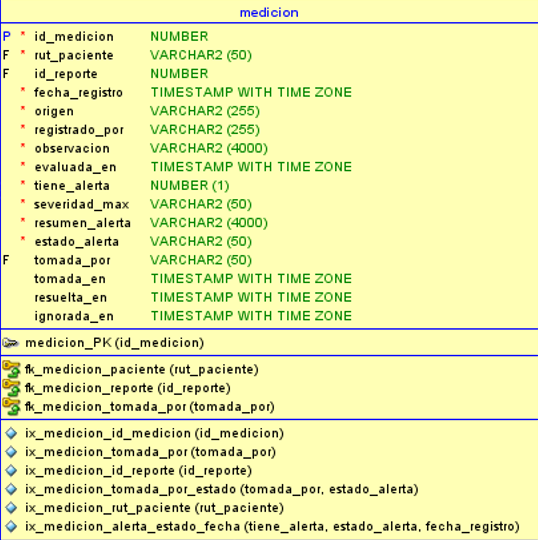 medicion
P * id_medicion NUMBER
F * rut_paciente VARCHAR2 (50)
F id_reporte NUMBER
* fecha_registro TIMESTAMP WITH TIME ZONE
* origen VARCHAR2 (255)
* registrado_por VARCHAR2 (255)
* observacion VARCHAR2 (4000)
* evaluada_en TIMESTAMP WITH TIME ZONE
* tiene_alerta NUMBER (1)
* severidad_max VARCHAR2 (50)
* resumen_alerta VARCHAR2 (4000)
* estado_alerta VARCHAR2 (50)
F tomada_por VARCHAR2 (50)
tomada_en TIMESTAMP WITH TIME ZONE
resuelta_en TIMESTAMP WITH TIME ZONE
ignorada_en TIMESTAMP WITH TIME ZONE
medicion_PK (id_medicion)
fk_medicion_paciente (rut_paciente)
fk_medicion_reporte (id_reporte)
fk_medicion_tomada_por (tomada_por)
ix_medicion_id_medicion (id_medicion)
ix_medicion_tomada_por (tomada_por)
ix_medicion_id_reporte (id_reporte)
ix_medicion_tomada_por_estado (tomada_por, estado_alerta)
ix_medicion_rut_paciente (rut_paciente)
ix_medicion_alerta_estado_fecha (tiene_alerta, estado_alerta, fecha_registro)